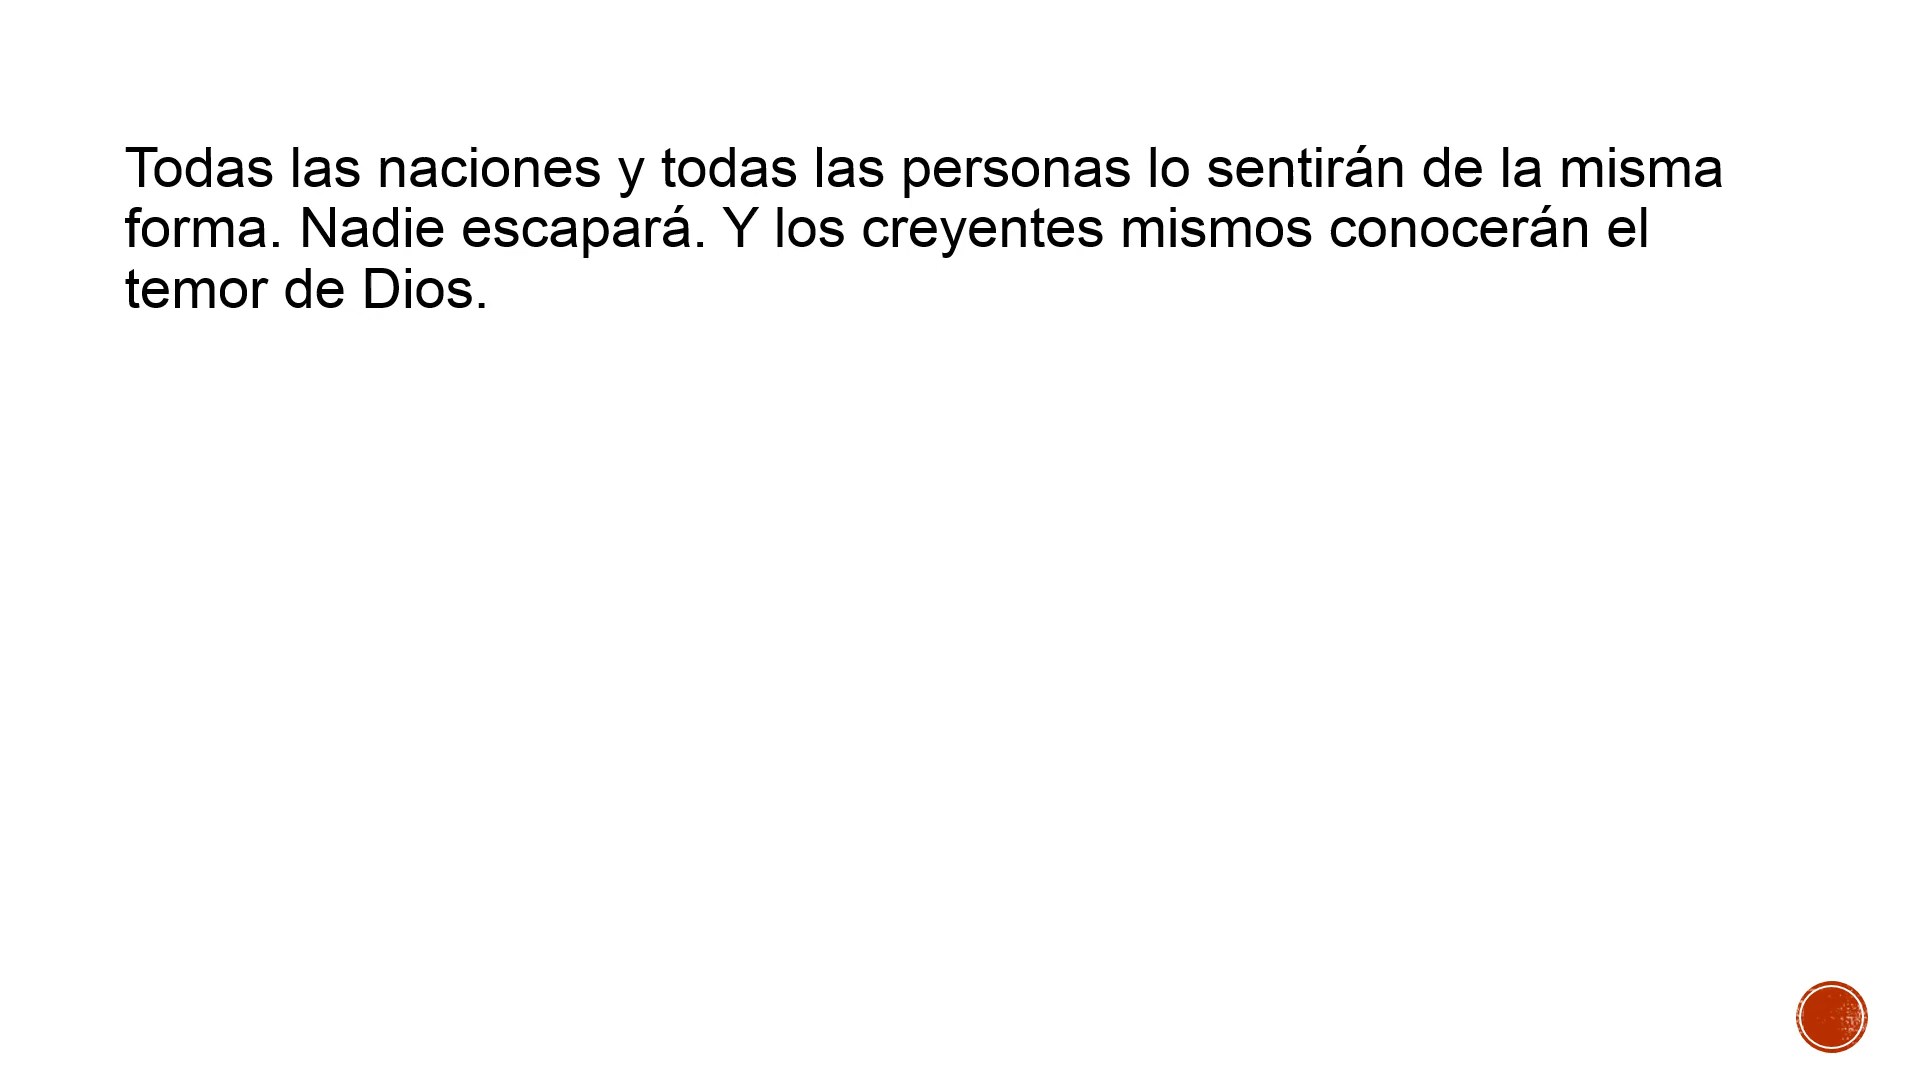 Todas las naciones y todas las personas lo sentirán de la misma
forma. Nadie escapará. Y los creyentes mismos conocerán el
temor de Dios.